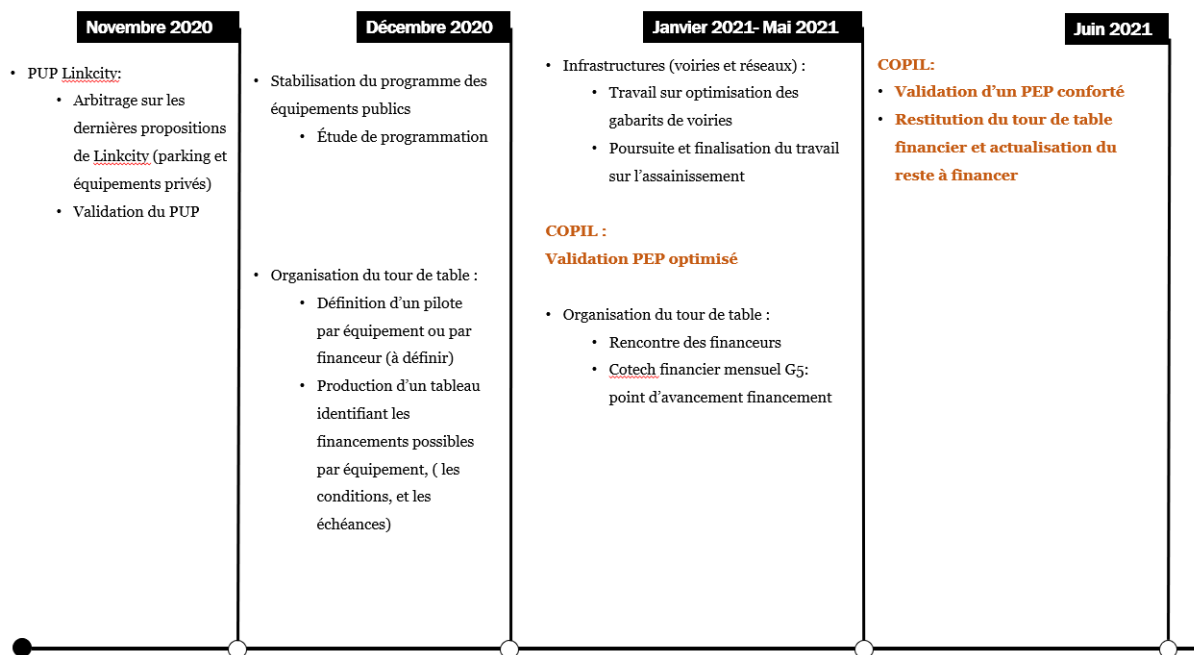 Novembre 2020
• PUP Linkcity:
• Arbitrage sur les
dernières propositions
de Linkcity (parking et
équipements privés)
• Validation du PUP
Décembre 2020
• Stabilisation du programme des
équipements publics
• Étude de programmation
• Organisation du tour de table :
• Définition d’un pilote
par équipement ou par
financeur (à définir)
• Production d’un tableau
identifiant les
financements possibles
par équipement, ( les
conditions, et les
échéances)
Janvier 2021- Mai 2021
• Infrastructures (voiries et réseaux) :
• Travail sur optimisation des
gabarits de voiries
• Poursuite et finalisation du travail
sur l’assainissement
COPIL :
Validation PEP optimisé
• Organisation du tour de table :
• Rencontre des financeurs
• Cotech financier mensuel G5:
point d’avancement financement
Juin 2021
COPIL:
• Validation d’un PEP conforté
• Restitution du tour de table
financier et actualisation du
reste à financer